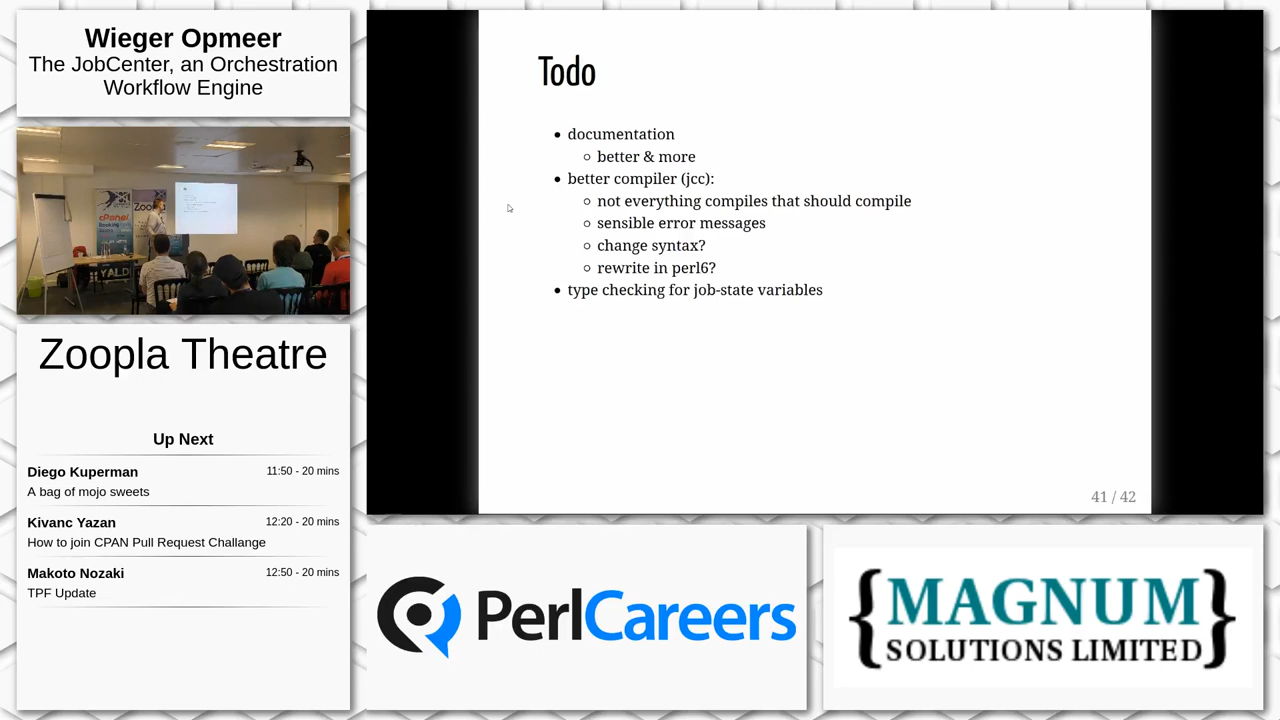 Wieger Opmeer
The JobCenter, an Orchestration
Workflow Engine
cPanel
Booking
Zoo
YALD
Zoopla Theatre
Up Next
Diego Kuperman 11:50 - 20 mins
A bag of mojo sweets
Kivanc Yazan 12:20 - 20 mins
How to join CPAN Pull Request Challange
Makoto Nozaki 12:50 - 20 mins
TPF Update
Todo
documentation
better & more
better compiler (jcc):
not everything compiles that should compile
sensible error messages
change syntax?
rewrite in perl6?
type checking for job-state variables
41 / 42
PerlCareers
{MAGNUM}
SOLUTIONS LIMITED